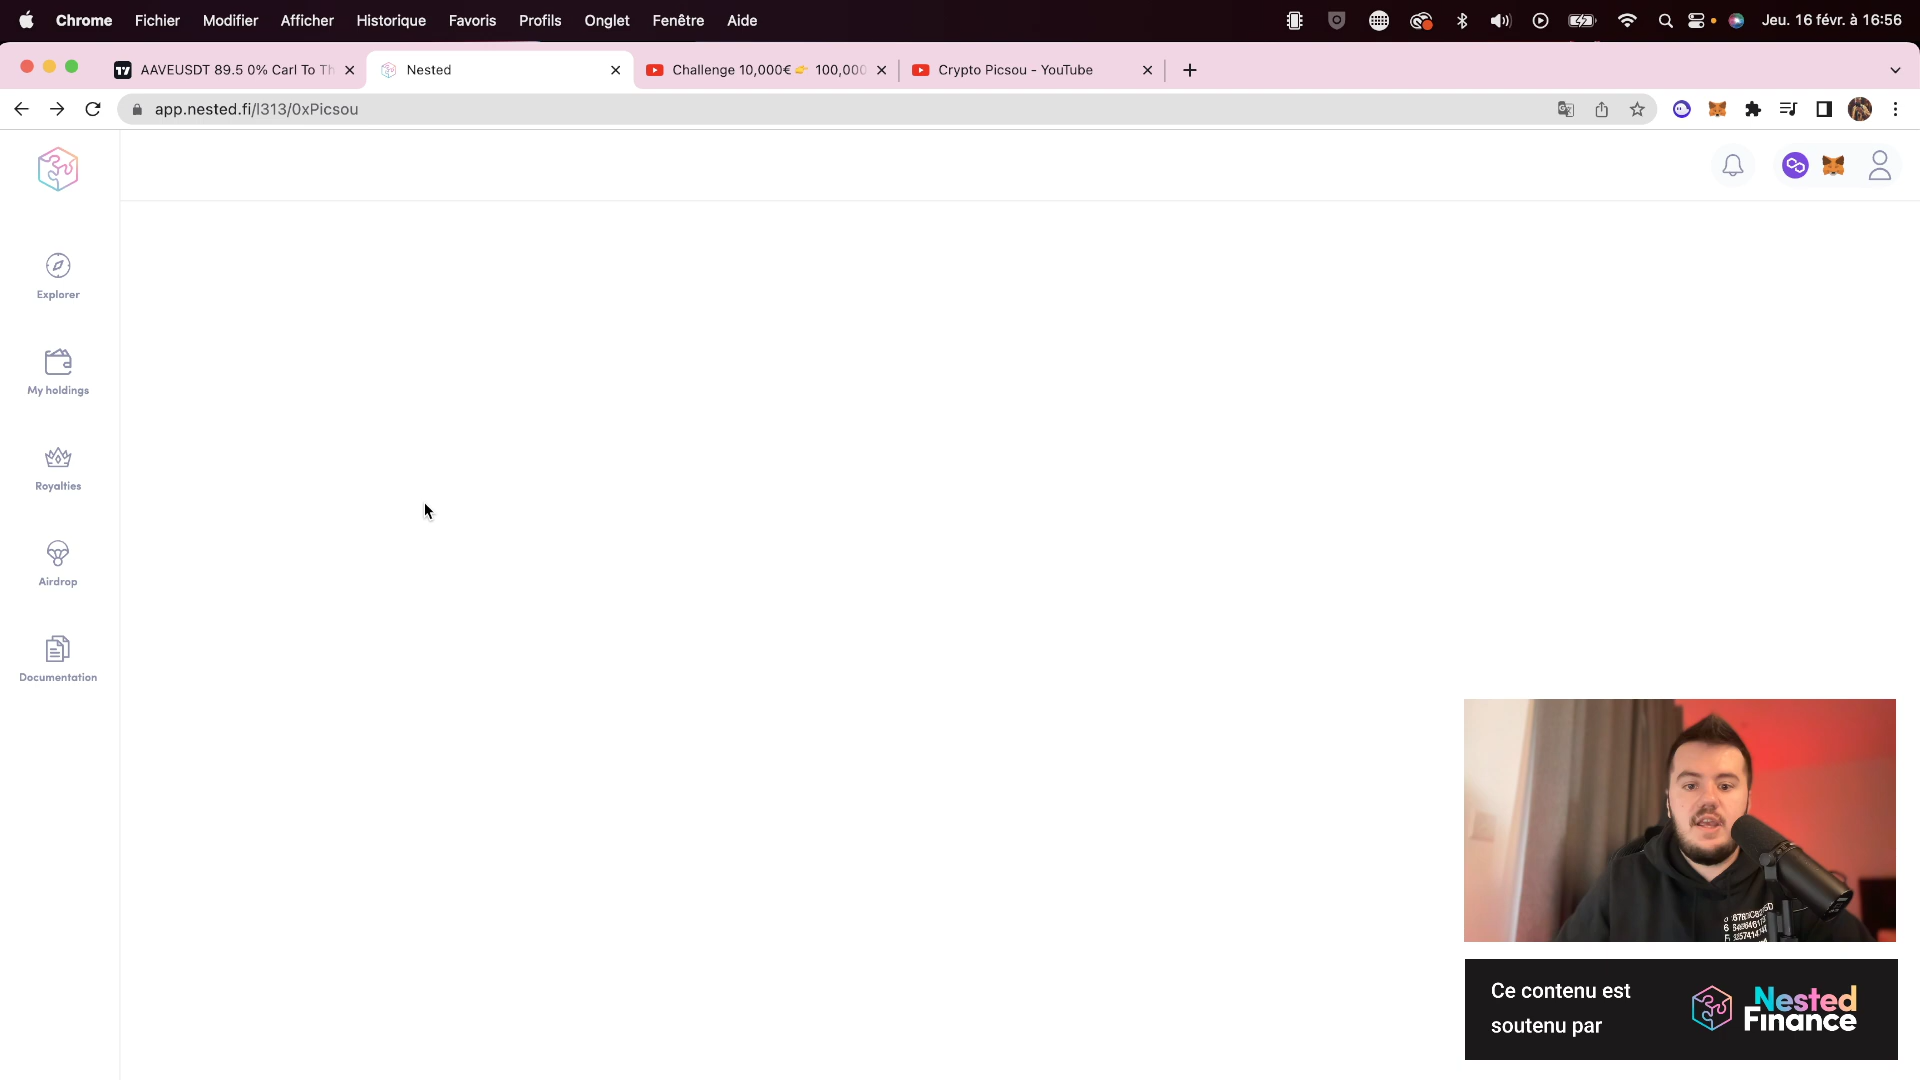 Chrome Fichier Modifier Afficher Historique Favoris Profils Onglet Fenêtre Aide Jeu. 16 févr. à 16:56
AAVEUSDT 89.5 0% Carl To Th Nested Challenge 10,000€ 👉 100,000 Crypto Picsou - YouTube
app.nested.fi/l313/0xPicsou
Explorer
My holdings
Royalties
Airdrop
Documentation
Ce contenu est
soutenu par
Nested
Finance